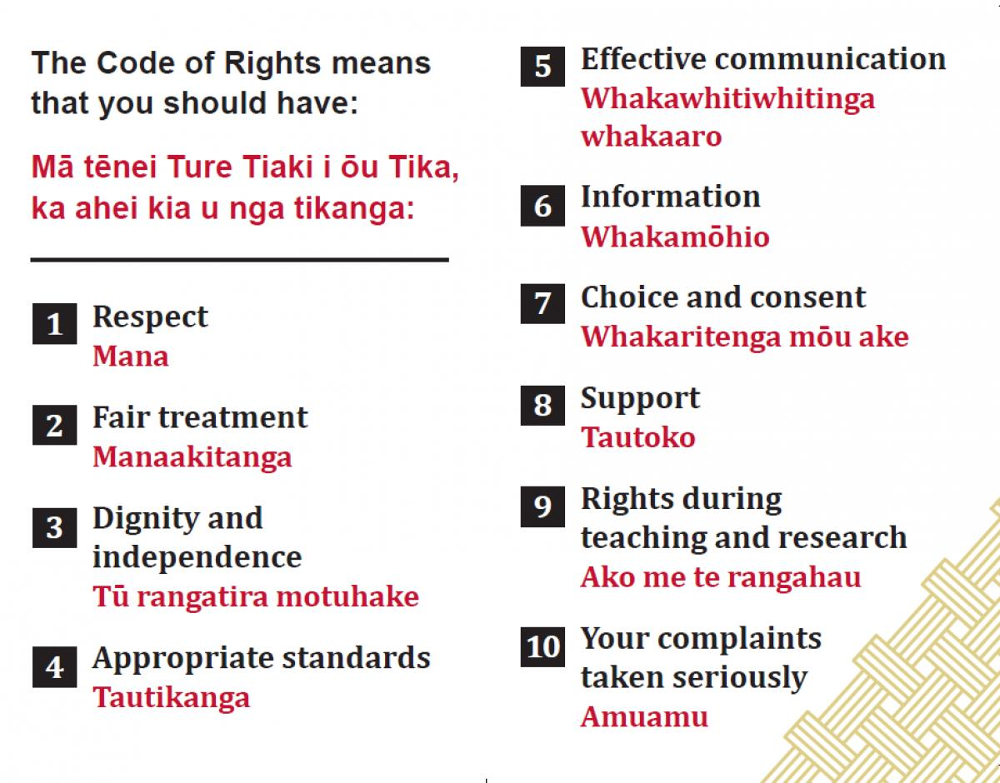 The Code of Rights means
that you should have:
Mā tēnei Ture Tiaki i ōu Tika,
ka ahei kia u nga tikanga:
1 Respect
Mana
2 Fair treatment
Manaakitanga
3 Dignity and
independence
Tū rangatira motuhake
4 Appropriate standards
Tautikanga
5 Effective communication
Whakawhitiwhitinga
whakaaro
6 Information
Whakamōhio
7 Choice and consent
Whakaritenga mōu ake
8 Support
Tautoko
9 Rights during
teaching and research
Ako me te rangahau
10 Your complaints
taken seriously
Amuamu